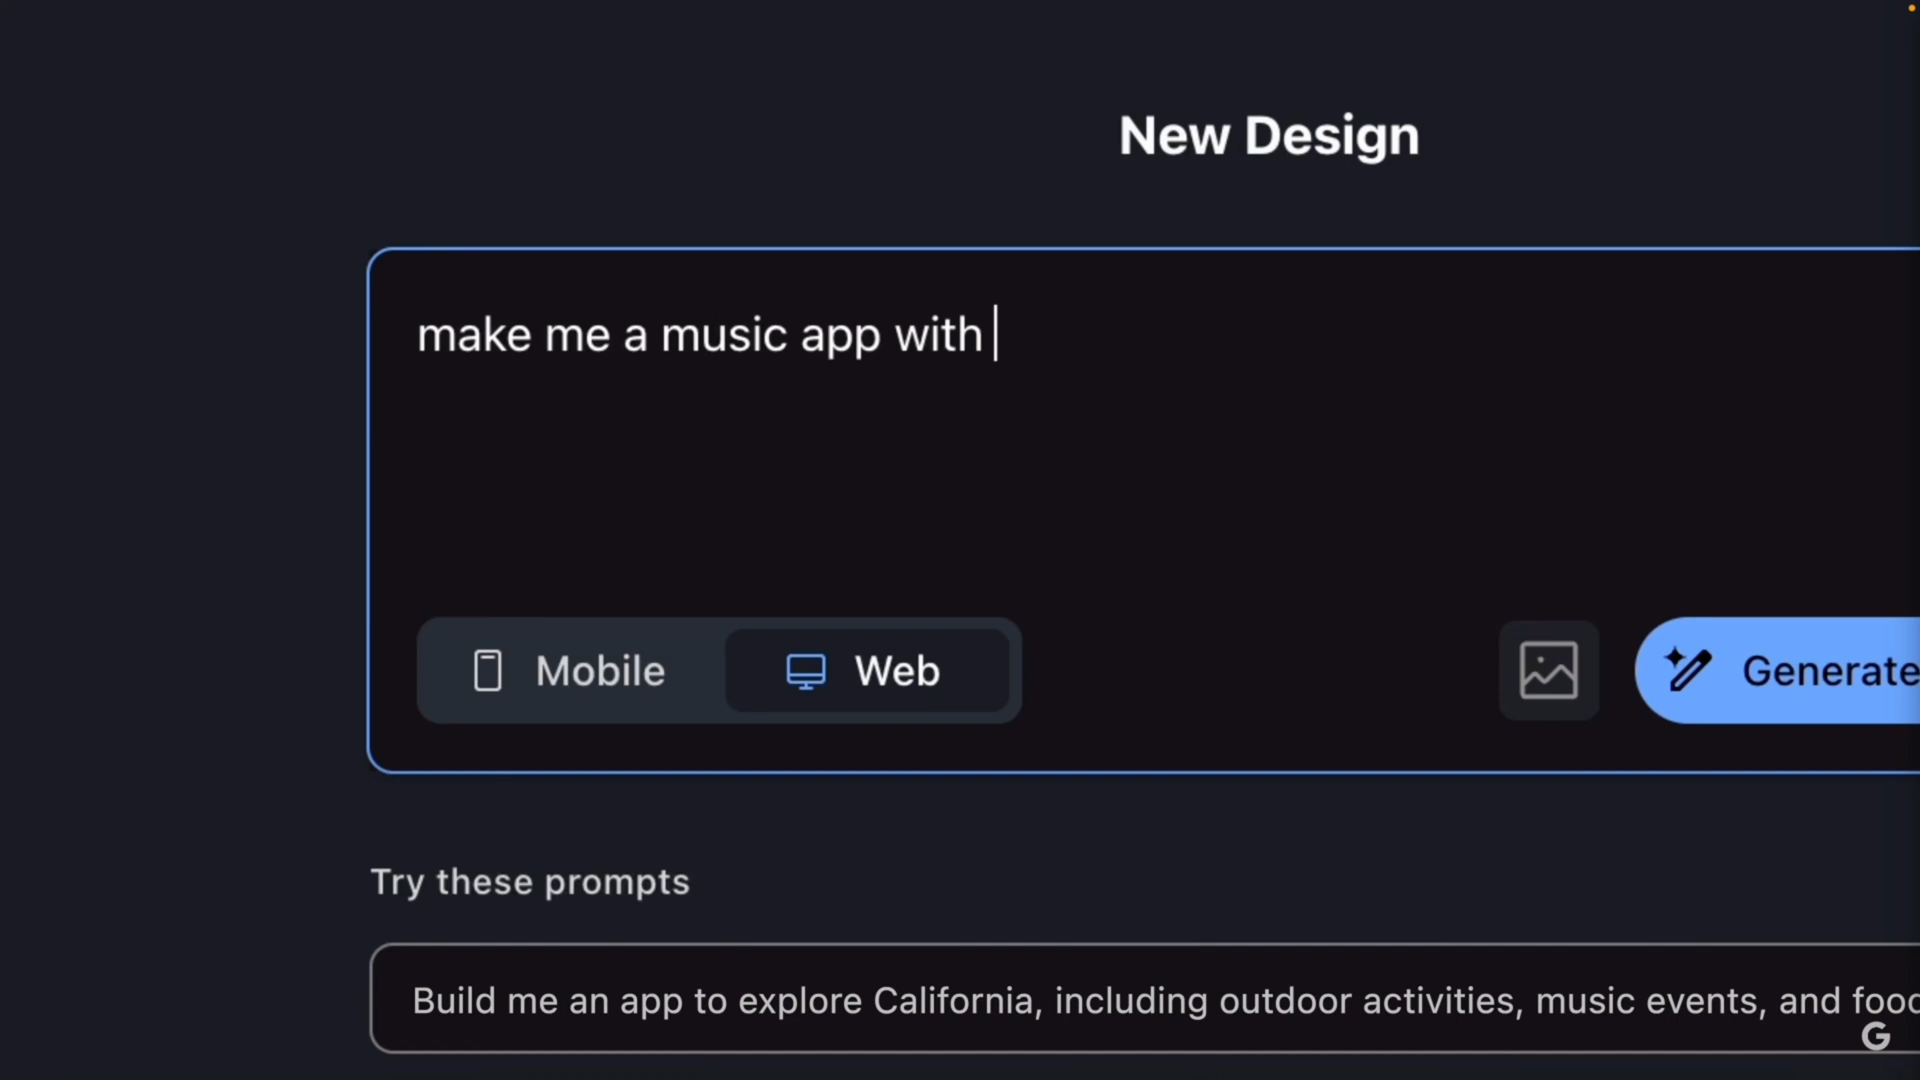 New Design
make me a music app with
Mobile
Web
Generate
Try these prompts
Build me an app to explore California, including outdoor activities, music events, and food
G